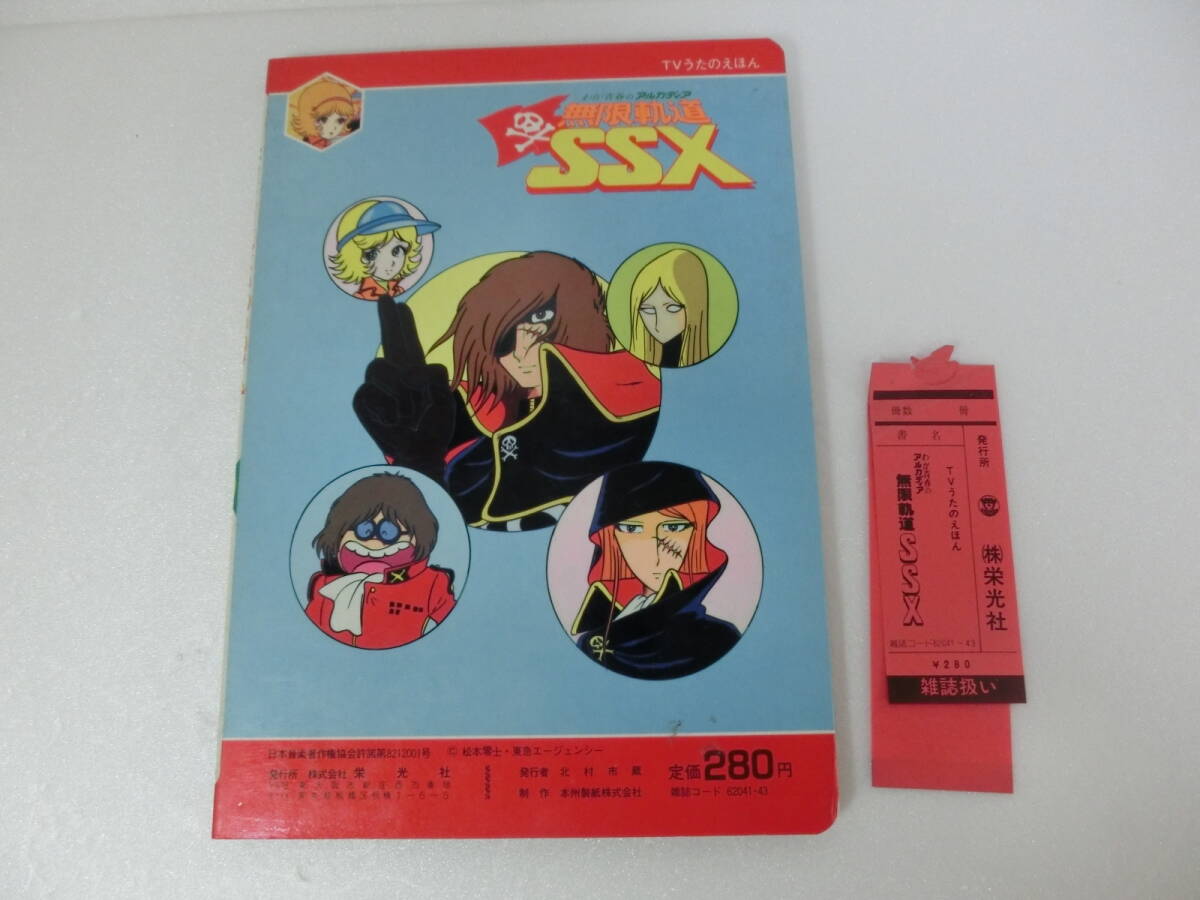 TVうたのえほん
わが青春のアルカディア
無限軌道
SSX
日本音楽著作権協会許諾第8212001号 © 松本零士・東急エージェンシー
発行所 株式会社 栄光社
発行者 北村市蔵
制作 本州製紙株式会社
定価280円
雑誌コード 62041-43
冊数 冊
書名
発行所
㈱栄光社
TVうたのえほん
わが青春の
アルカディア
無限軌道SSX
雑誌コード62041-43
¥280
雑誌扱い